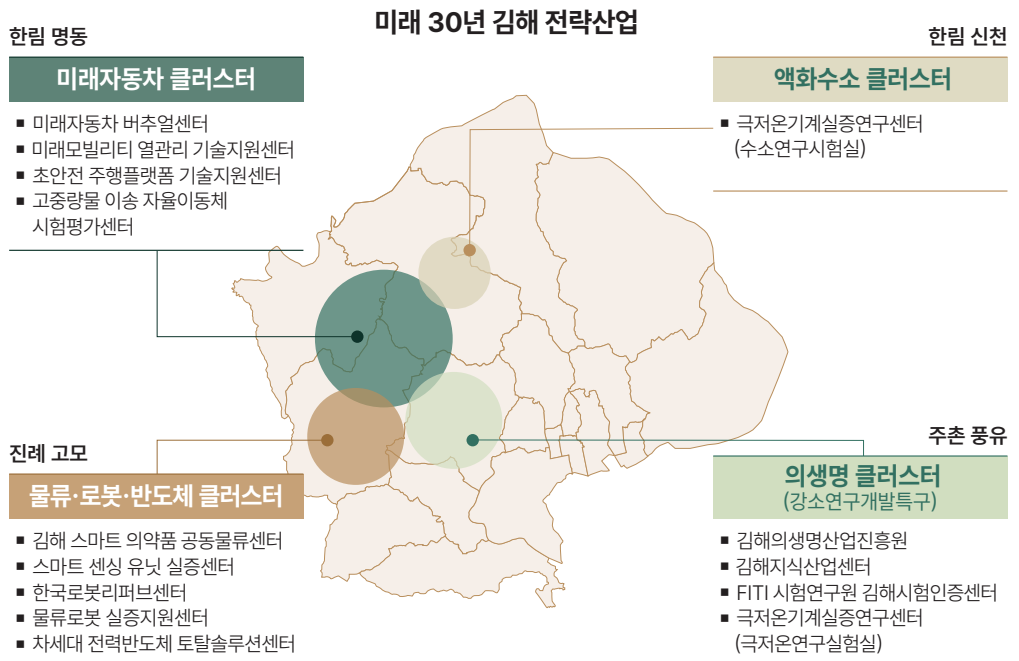 미래 30년 김해 전략산업
한림 명동
미래자동차 클러스터
▪ 미래자동차 버추얼센터
▪ 미래모빌리티 열관리 기술지원센터
▪ 초안전 주행플랫폼 기술지원센터
▪ 고중량물 이송 자율이동체
시험평가센터
한림 신천
액화수소 클러스터
▪ 극저온기계실증연구센터
(수소연구시험실)
진례 고모
물류·로봇·반도체 클러스터
▪ 김해 스마트 의약품 공동물류센터
▪ 스마트 센싱 유닛 실증센터
▪ 한국로봇리퍼브센터
▪ 물류로봇 실증지원센터
▪ 차세대 전력반도체 토탈솔루션센터
주촌 풍유
의생명 클러스터
(강소연구개발특구)
▪ 김해의생명산업진흥원
▪ 김해지식산업센터
▪ FITI 시험연구원 김해시험인증센터
▪ 극저온기계실증연구센터
(극저온연구실험실)